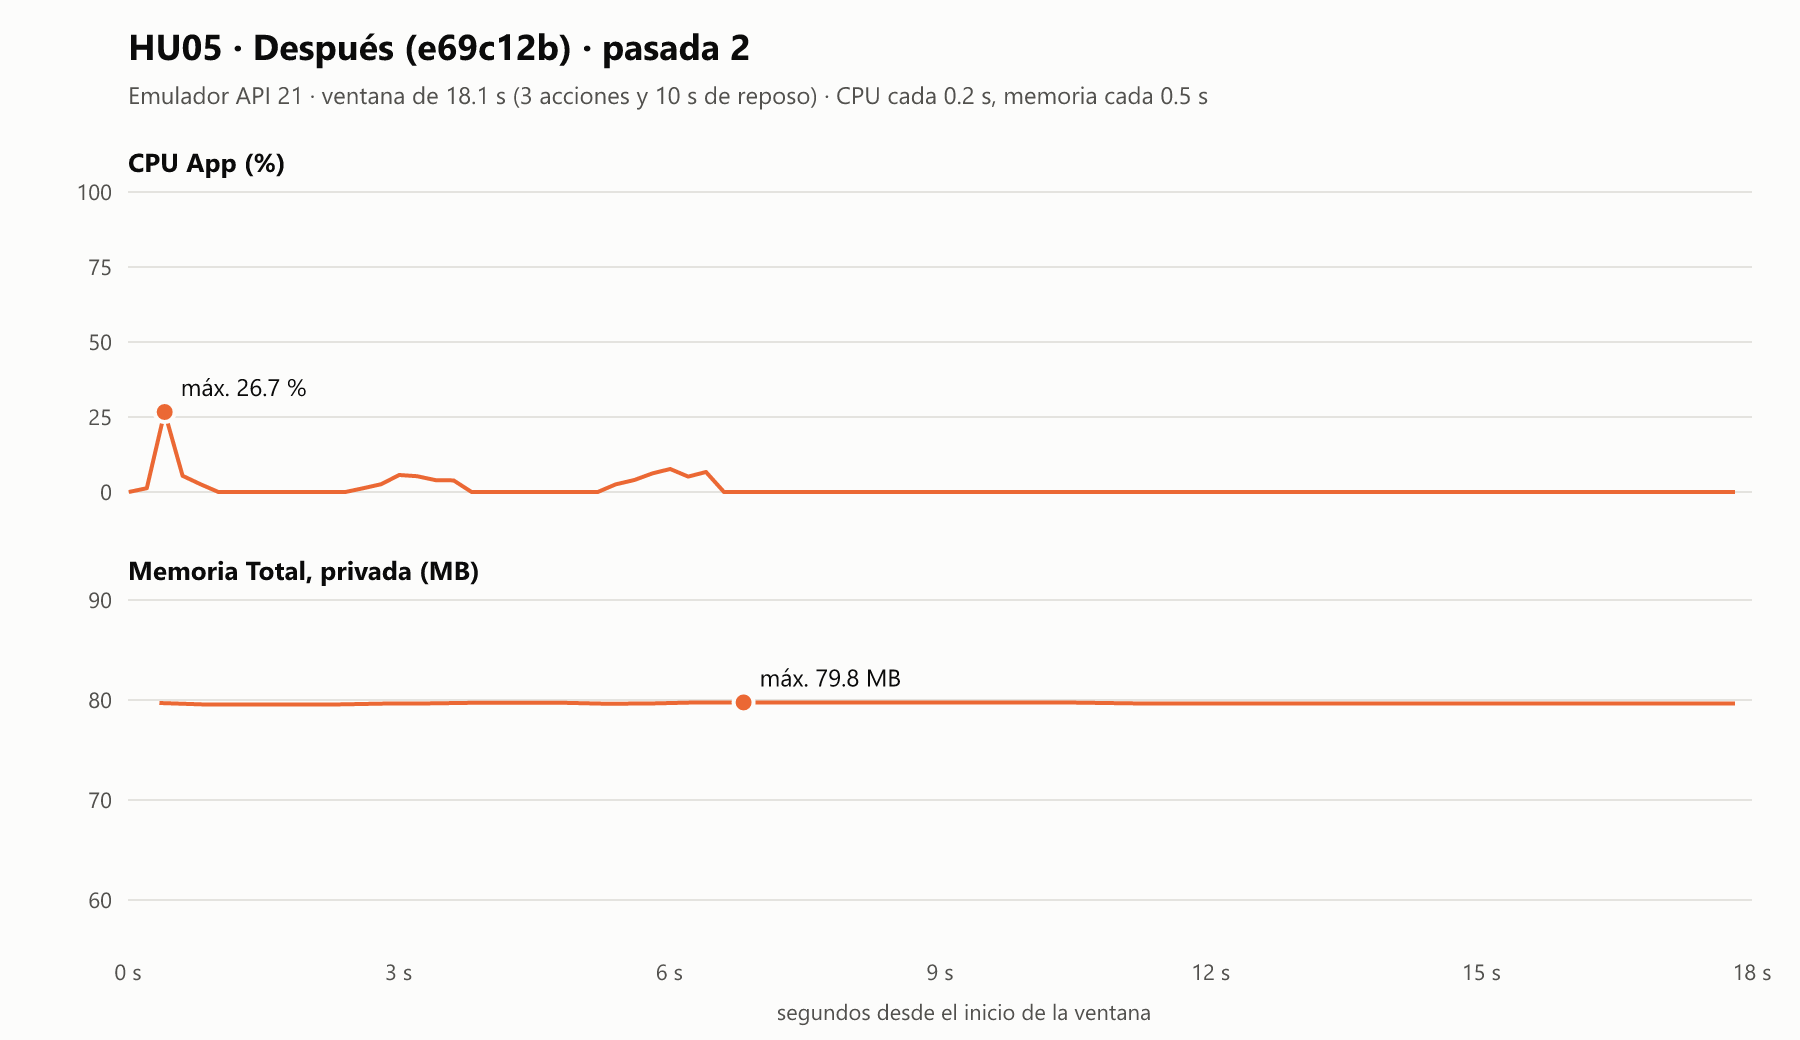 HU05 · Después (e69c12b) · pasada 2
Emulador API 21 · ventana de 18.1 s (3 acciones y 10 s de reposo) · CPU cada 0.2 s, memoria cada 0.5 s
CPU App (%)
100
75
50
máx. 26.7 %
25
0
Memoria Total, privada (MB)
90
máx. 79.8 MB
80
70
60
0 s 3 s 6 s 9 s 12 s 15 s 18 s
segundos desde el inicio de la ventana